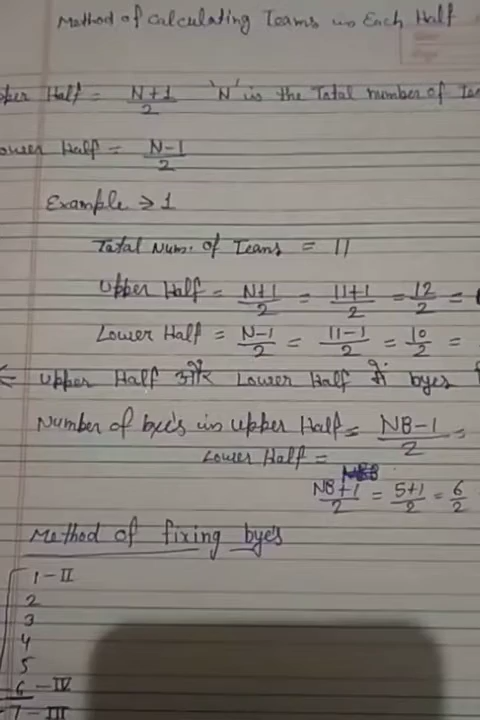 Method of calculating Teams in Each Half
Half = N+1/2 'N' is the Total number of
Lower Half = N-1/2
Example → 1
Total Num. of Teams = 11
Upper Half = N+1/2 = 11+1/2 = 12/2 =
Lower Half = N-1/2 = 11-1/2 = 10/2 =
Upper Half और Lower Half में byes
Number of bye's in upper Half = NB-1/2 =
Lower Half =
NB+1/2 = 5+1/2 = 6/2
Method of fixing bye's
1-II
2
3
4
5
6-IV
7-III